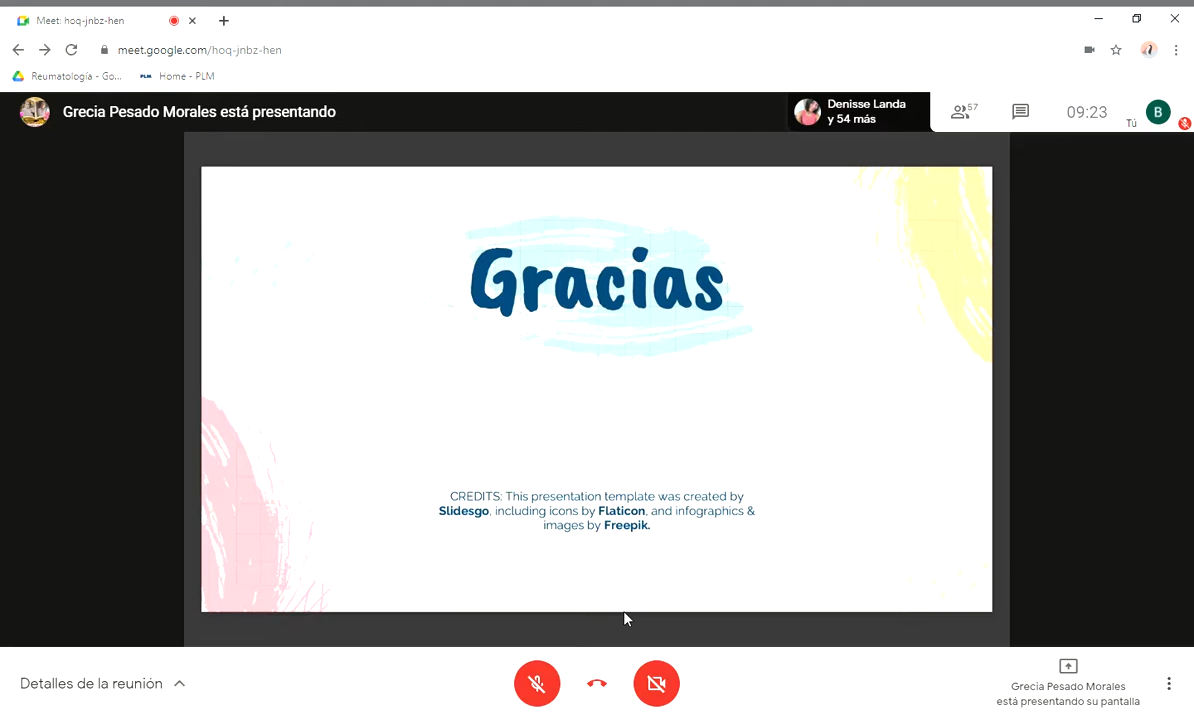 Meet: hoq-jnbz-hen
meet.google.com/hoq-jnbz-hen
Reumatología - Go...
PLM Home - PLM
Grecia Pesado Morales está presentando
Denisse Landa
y 54 más
57
09:23
Tú
B
Gracias
CREDITS: This presentation template was created by
Slidesgo, including icons by Flaticon, and infographics &
images by Freepik.
Detalles de la reunión
Grecia Pesado Morales
está presentando su pantalla